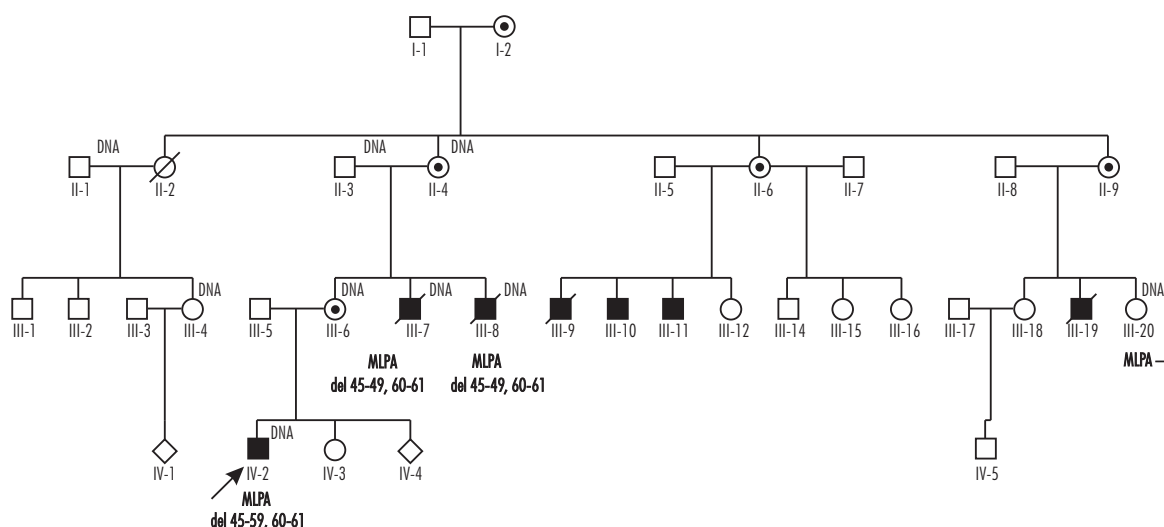 I-1 I-2
DNA DNA DNA
II-1 II-2 II-3 II-4 II-5 II-6 II-7 II-8 II-9
DNA DNA DNA DNA DNA
III-1 III-2 III-3 III-4 III-5 III-6 III-7 III-8 III-9 III-10 III-11 III-12 III-14 III-15 III-16 III-17 III-18 III-19 III-20
MLPA MLPA MLPA –
del 45-49, 60-61 del 45-49, 60-61
DNA
IV-1 IV-2 IV-3 IV-4 IV-5
MLPA
del 45-59, 60-61